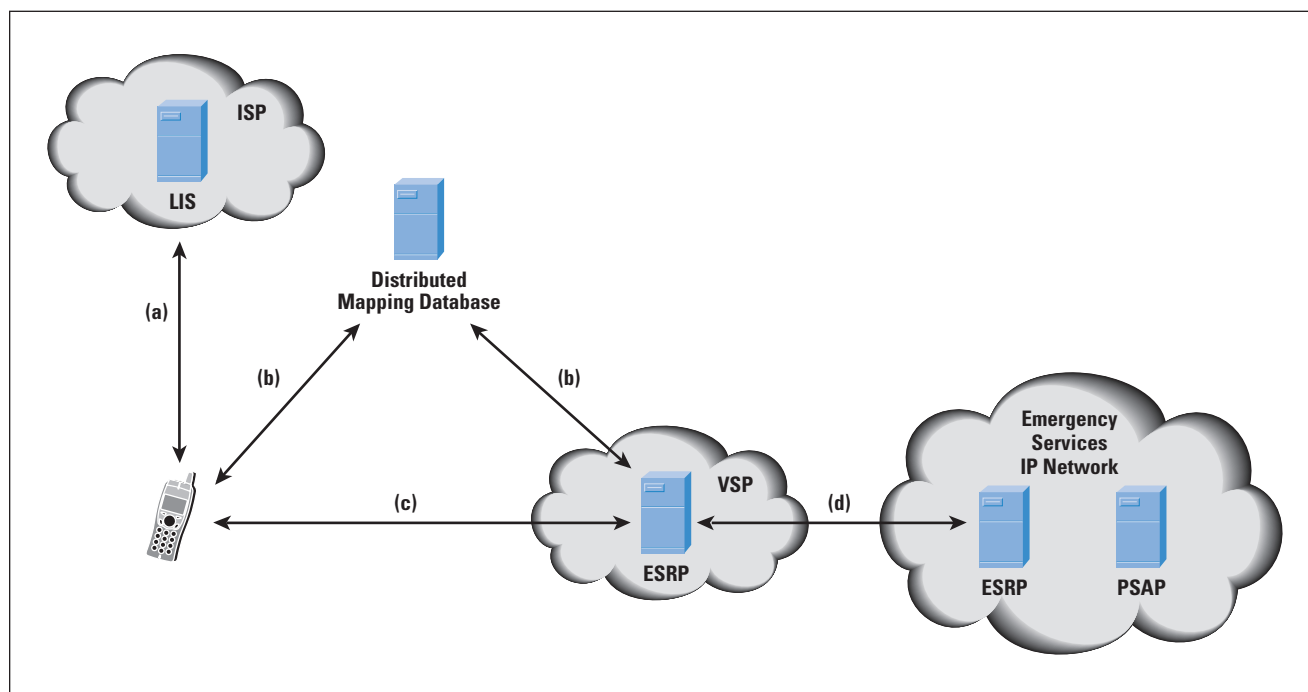 ISP
LIS
Distributed
Mapping Database
(a)
(b)
(b)
Emergency
Services
IP Network
VSP
(c)
(d)
ESRP
ESRP
PSAP